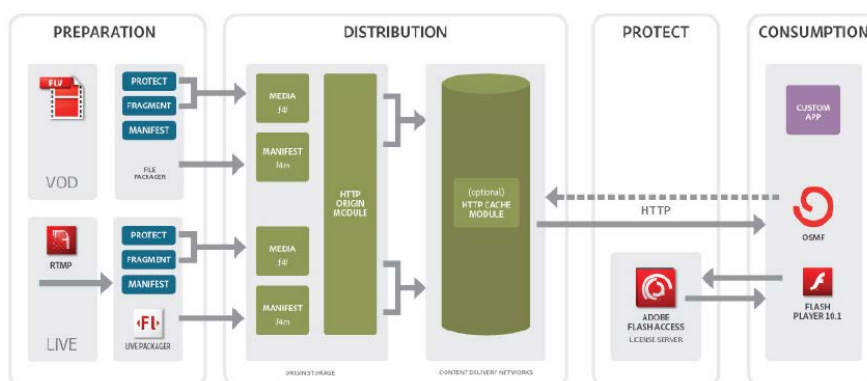 PREPARATION
DISTRIBUTION
PROTECT
CONSUMPTION
FLV
VOD
PROTECT
FRAGMENT
MANIFEST
FILE
PACKAGER
MEDIA
f4f
MANIFEST
f4m
HTTP
ORIGIN
MODULE
(optional)
HTTP CACHE
MODULE
CUSTOM
APP
HTTP
OSMF
RTMP
LIVE
PROTECT
FRAGMENT
MANIFEST
LIVE PACKAGER
MEDIA
f4f
MANIFEST
f4m
ADOBE
FLASH ACCESS
LICENSE SERVER
FLASH
PLAYER 10.1
ORIGIN STORAGE
CONTENT DELIVERY NETWORKS